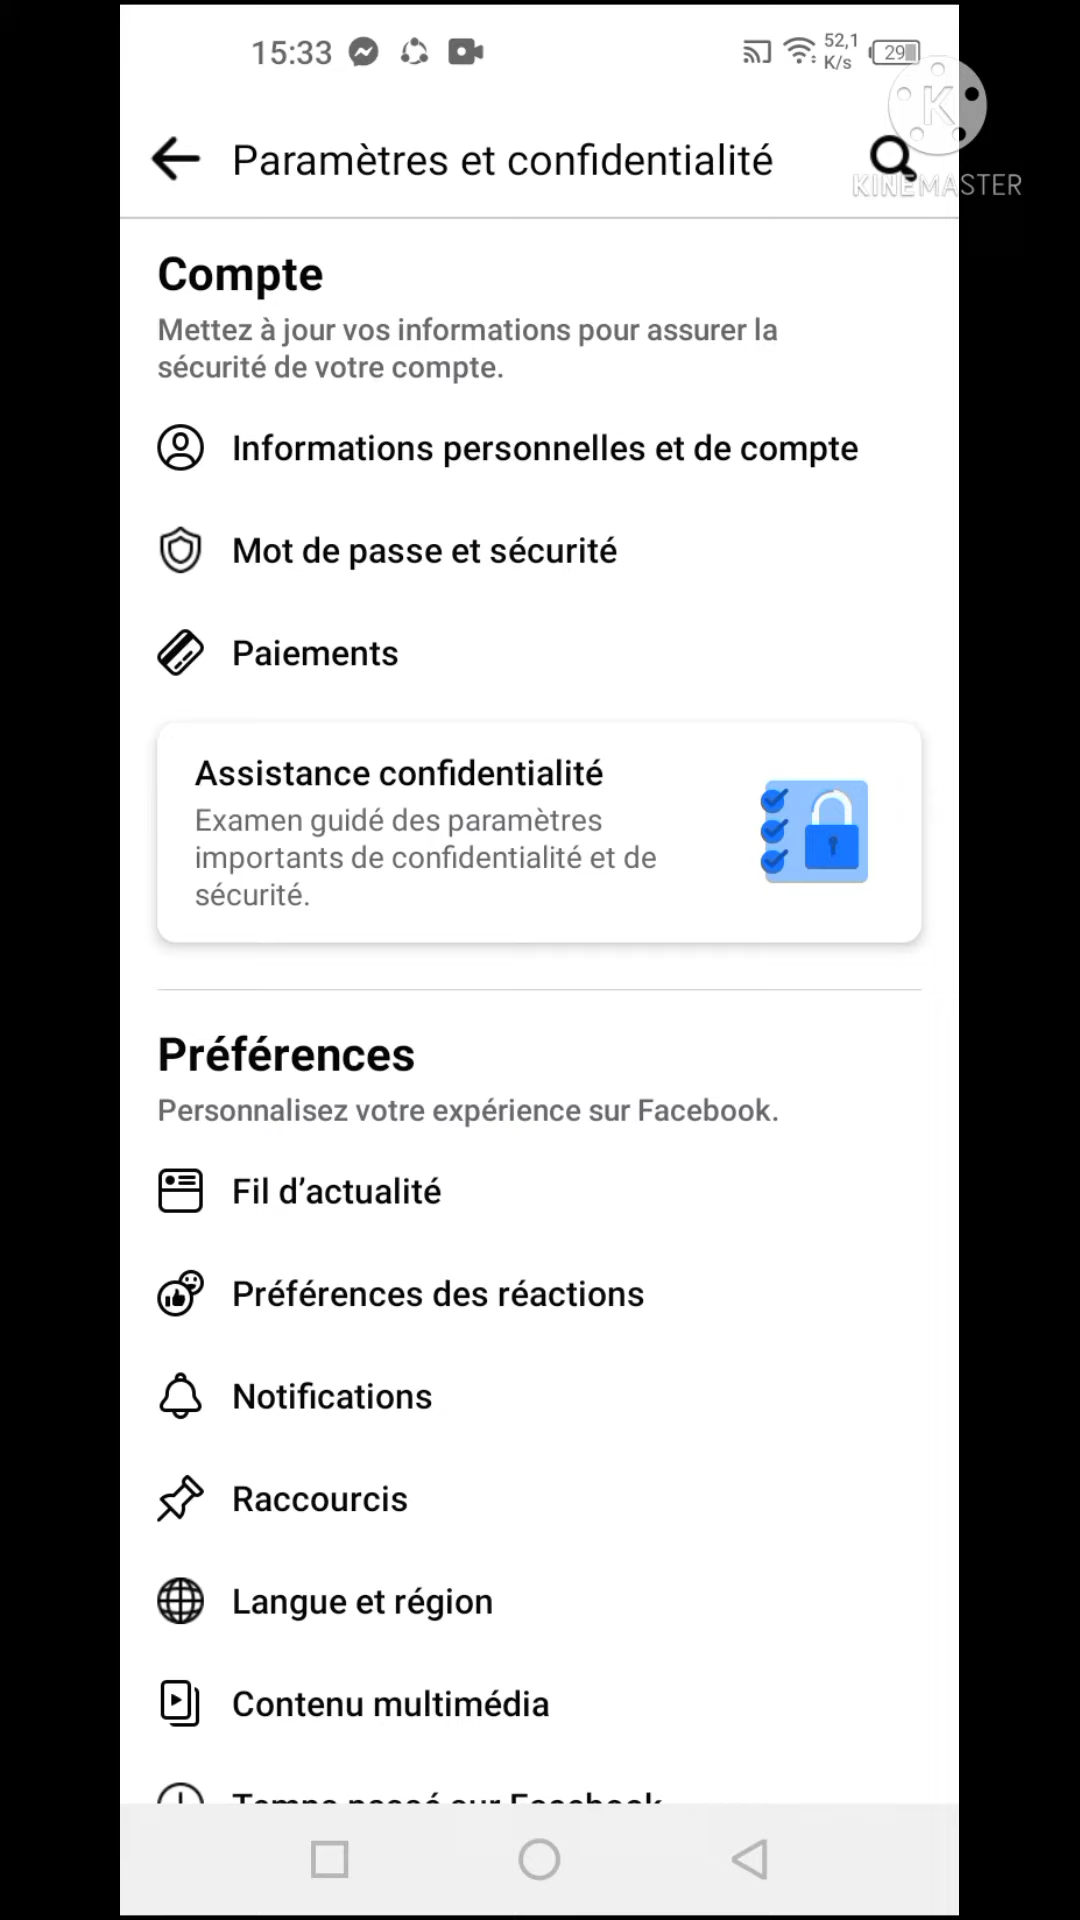 15:33
52,1
K/s
29
K
KINEMASTER
Paramètres et confidentialité
Compte
Mettez à jour vos informations pour assurer la
sécurité de votre compte.
Informations personnelles et de compte
Mot de passe et sécurité
Paiements
Assistance confidentialité
Examen guidé des paramètres
importants de confidentialité et de
sécurité.
Préférences
Personnalisez votre expérience sur Facebook.
Fil d’actualité
Préférences des réactions
Notifications
Raccourcis
Langue et région
Contenu multimédia
Temps passé sur Facebook